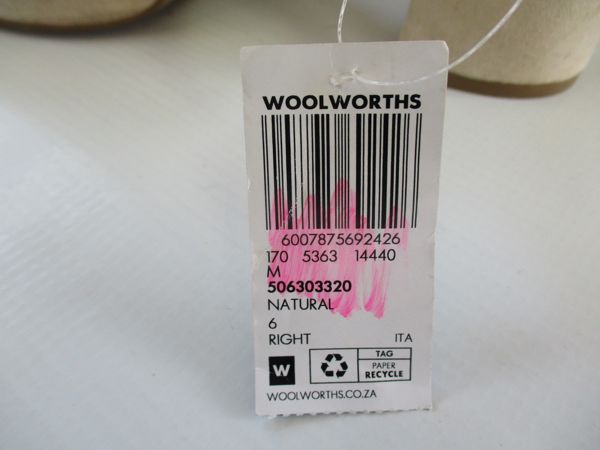 WOOLWORTHS
6007875692426
170 5363 14440
M
506303320
NATURAL
6
RIGHT ITA
W
TAG
PAPER
RECYCLE
WOOLWORTHS.CO.ZA